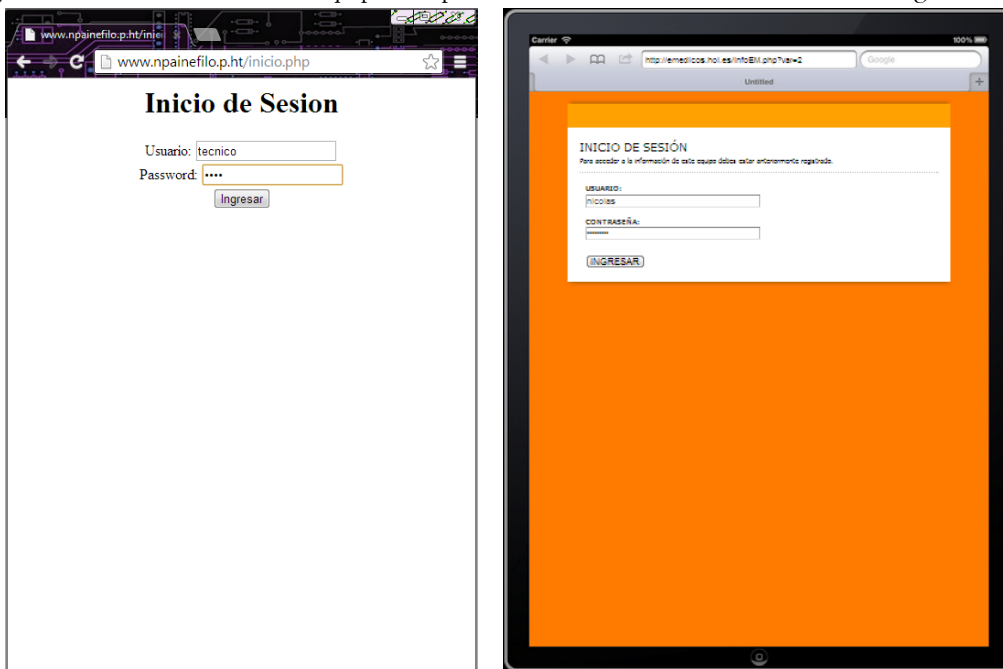 www.npainefilo.p.ht/inic
www.npainefilo.p.ht/inicio.php
Inicio de Sesion
Usuario: tecnico
Password: ••••
Ingresar
Carrier 100%
http://emedicos.hol.es/InfoEM.php?var=2 Google
Untitled
INICIO DE SESIÓN
Para acceder a la información de este equipo debes estar anteriormente registrado.
USUARIO:
nicolas
CONTRASEÑA:
INGRESAR